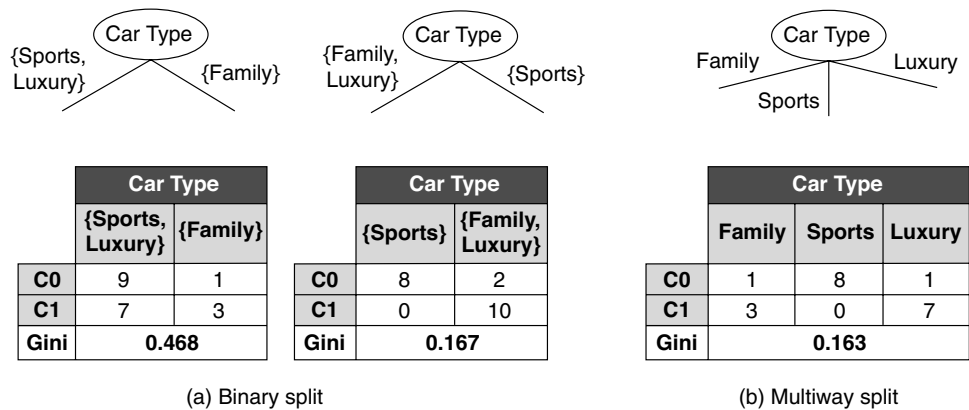 Car Type
{Sports,
Luxury}
{Family}
Car Type
{Family,
Luxury}
{Sports}
Car Type
Family
Sports
Luxury
Car Type
{Sports,
Luxury} {Family}
C0 9 1
C1 7 3
Gini 0.468
Car Type
{Sports} {Family,
Luxury}
C0 8 2
C1 0 10
Gini 0.167
(a) Binary split
Car Type
Family Sports Luxury
C0 1 8 1
C1 3 0 7
Gini 0.163
(b) Multiway split